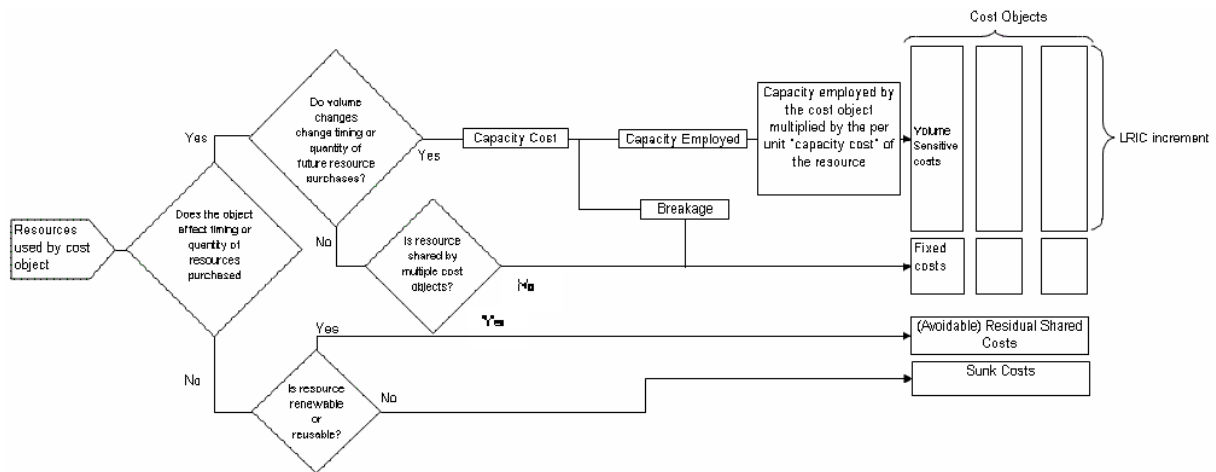 Cost Objects
Do volume
changes
change timing or
quantity of
future resource
purchases?
Yes
Yes
Capacity Cost
Capacity Employed
Capacity employed by
the cost object
multiplied by the per
unit "capacity cost" of
the resource
Volume
Sensitive
costs
LRIC increment
Resources
used by cost
object
Does the object
effect timing or
quantity of
resources
purchased
Breakage
No
Is resource
shared by
multiple cost
objects?
No
Fixed
costs
Yes
Yes
(Avoidable) Residual Shared
Costs
No
Is resource
renewable
or
reusable?
No
Sunk Costs